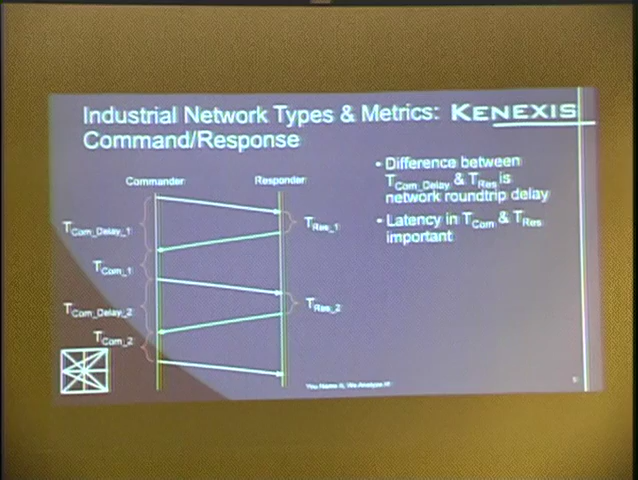 Industrial Network Types & Metrics: KENEXIS
Command/Response
Commander Responder
• Difference between
T_Com_Delay & T_Res is
network roundtrip delay
• Latency in T_Com & T_Res
important
T_Com_Delay_1
T_Res_1
T_Com_1
T_Com_Delay_2
T_Res_2
T_Com_2
You Name It, We Analyze It!